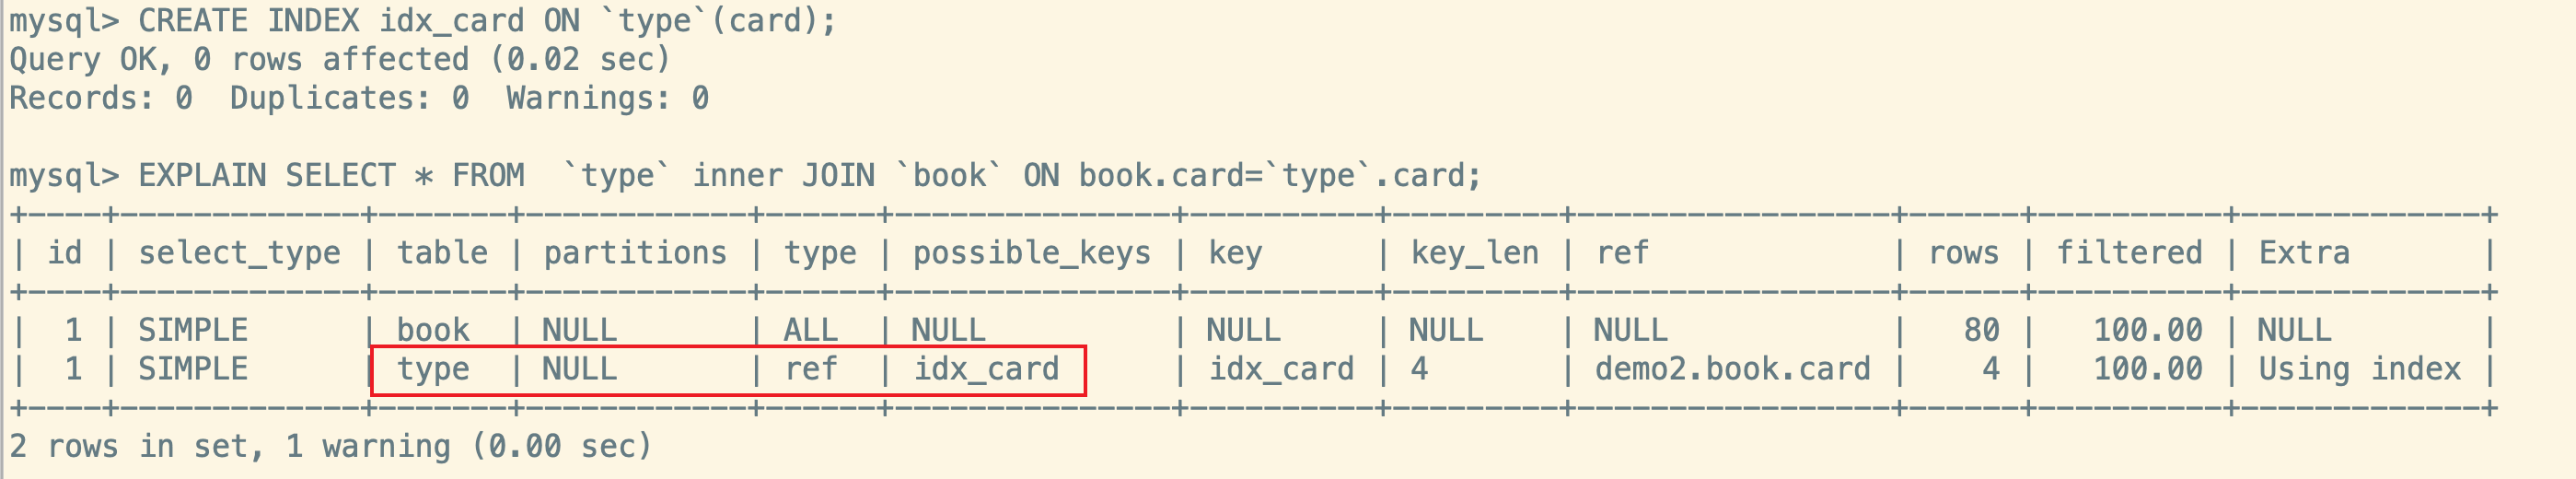 mysql> CREATE INDEX idx_card ON `type`(card);
Query OK, 0 rows affected (0.02 sec)
Records: 0  Duplicates: 0  Warnings: 0
mysql> EXPLAIN SELECT * FROM  `type` inner JOIN `book` ON book.card=`type`.card;
+----+-------------+-------+------------+------+---------------+----------+---------+-----------------+------+----------+-------------+
| id | select_type | table | partitions | type | possible_keys | key      | key_len | ref             | rows | filtered | Extra       |
+----+-------------+-------+------------+------+---------------+----------+---------+-----------------+------+----------+-------------+
|  1 | SIMPLE      | book  | NULL       | ALL  | NULL          | NULL     | NULL    | NULL            |   80 |   100.00 | NULL        |
|  1 | SIMPLE      | type  | NULL       | ref  | idx_card      | idx_card | 4       | demo2.book.card |    4 |   100.00 | Using index |
+----+-------------+-------+------------+------+---------------+----------+---------+-----------------+------+----------+-------------+
2 rows in set, 1 warning (0.00 sec)